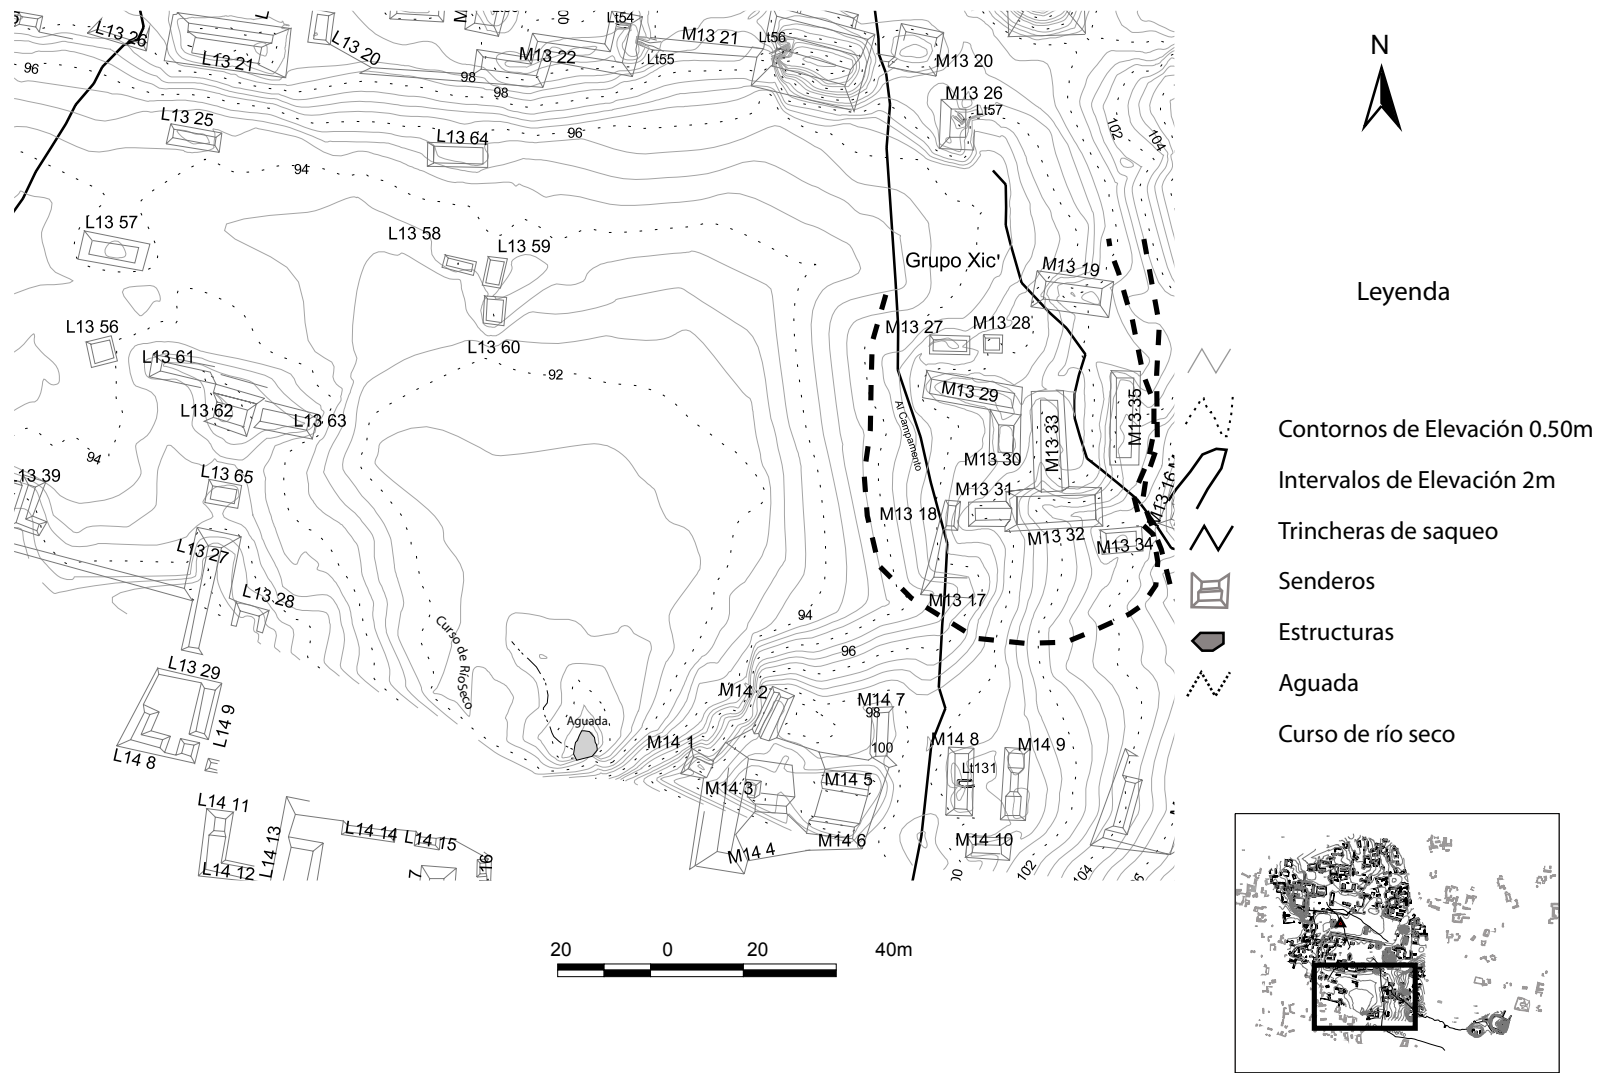 L13 26
L13 21
L13 20
Lt54
M13 22
Lt55
M13 21
Lt56
M13 20
M13 26
Lt57
96
98
98
96
94
102
104
L13 25
L13 64
L13 57
L13 58
L13 59
L13 60
L13 56
L13 61
L13 62
L13 63
94
L13 65
92
Grupo Xic'
M13 19
M13 27
M13 28
M13 29
M13 30
M13 33
M13 35
Al Campamento
M13 31
M13 18
M13 32
M13 34
M13 16
M13 17
L13 39
L13 27
L13 28
L13 29
L14 9
L14 8
L14 11
L14 12
L14 13
L14 14
L14 15
16
7
Curso de Río Seco
Aguada
94
96
M14 2
M14 1
M14 3
M14 4
M14 5
M14 6
M14 7
98
100
M14 8
Lt131
M14 9
M14 10
00
102
104
N
Leyenda
Contornos de Elevación 0.50m
Intervalos de Elevación 2m
Trincheras de saqueo
Senderos
Estructuras
Aguada
Curso de río seco
20 0 20 40m